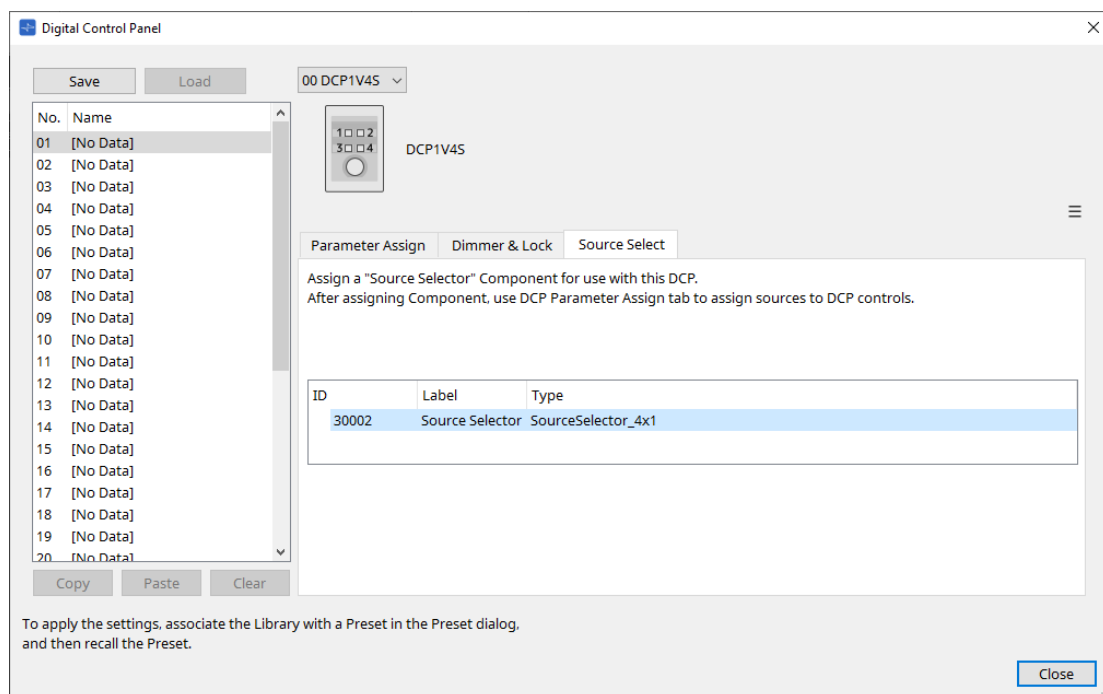 Digital Control Panel
Save Load
00 DCP1V4S
No. Name
01 [No Data]
02 [No Data]
03 [No Data]
04 [No Data]
05 [No Data]
06 [No Data]
07 [No Data]
08 [No Data]
09 [No Data]
10 [No Data]
11 [No Data]
12 [No Data]
13 [No Data]
14 [No Data]
15 [No Data]
16 [No Data]
17 [No Data]
18 [No Data]
19 [No Data]
20 [No Data]
Copy Paste Clear
1 2
3 4
DCP1V4S
Parameter Assign Dimmer & Lock Source Select
Assign a "Source Selector" Component for use with this DCP.
After assigning Component, use DCP Parameter Assign tab to assign sources to DCP controls.
ID Label Type
30002 Source Selector SourceSelector_4x1
To apply the settings, associate the Library with a Preset in the Preset dialog,
and then recall the Preset.
Close